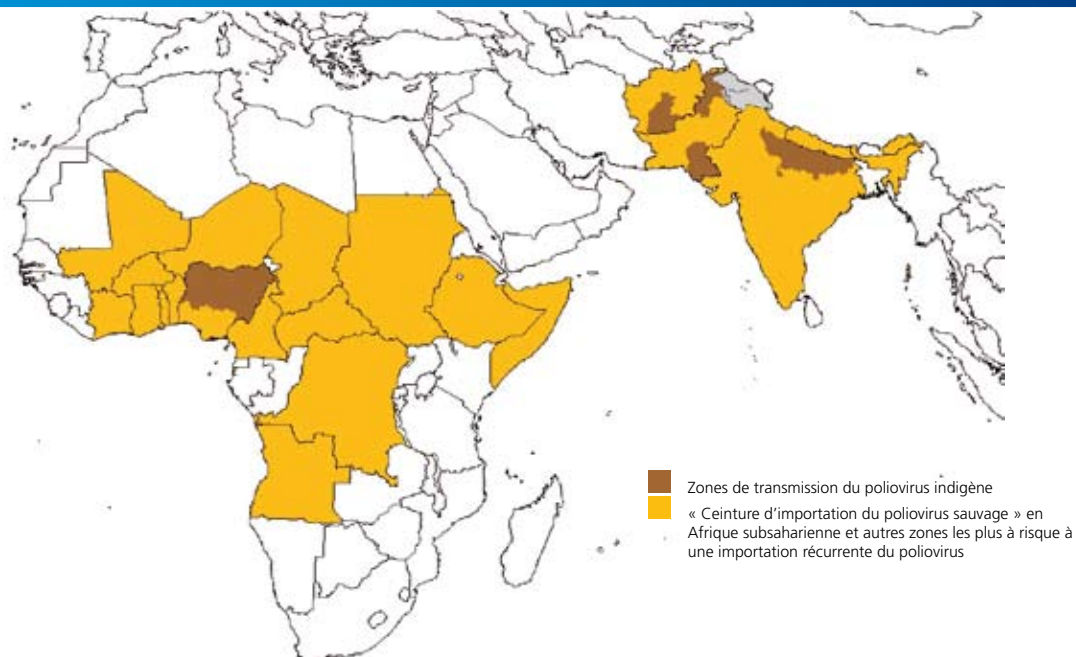 Zones de transmission du poliovirus indigène
« Ceinture d'importation du poliovirus sauvage » en
Afrique subsaharienne et autres zones les plus à risque à
une importation récurrente du poliovirus